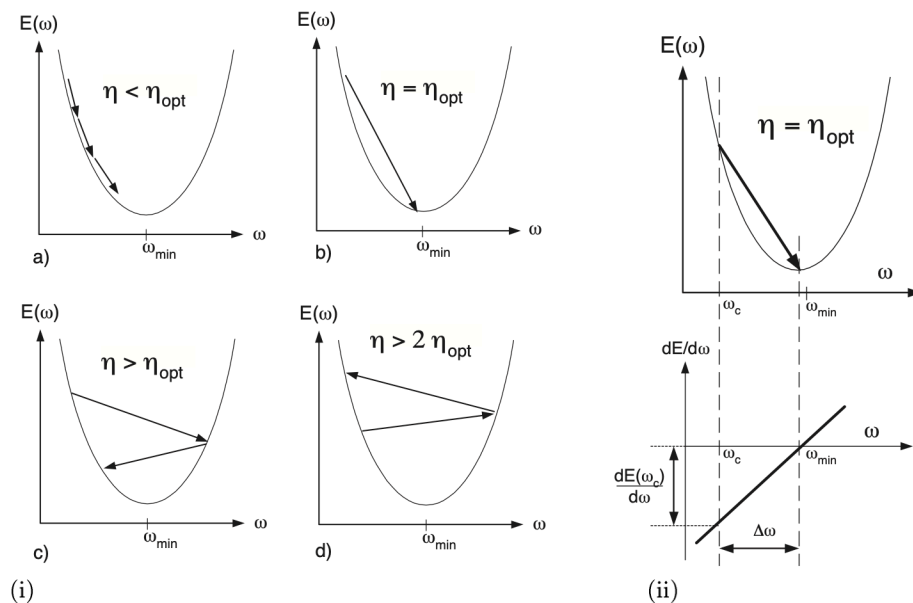 E(ω)
η < η_opt
ω
ω_min
a)
E(ω)
η = η_opt
ω
ω_min
b)
E(ω)
η > η_opt
ω
ω_min
c)
E(ω)
η > 2 η_opt
ω
ω_min
d)
(i)
E(ω)
η = η_opt
ω
ω_c
ω_min
dE/dω
ω
ω_c
ω_min
dE(ω_c)
dω
Δω
(ii)